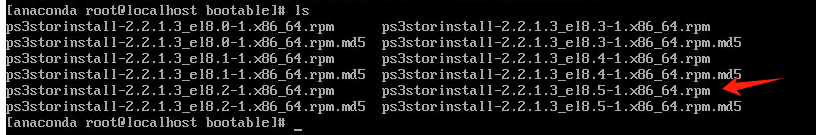 [anaconda root@localhost bootable]# ls
ps3storinstall-2.2.1.3_el8.0-1.x86_64.rpm      ps3storinstall-2.2.1.3_el8.3-1.x86_64.rpm
ps3storinstall-2.2.1.3_el8.0-1.x86_64.rpm.md5  ps3storinstall-2.2.1.3_el8.3-1.x86_64.rpm.md5
ps3storinstall-2.2.1.3_el8.1-1.x86_64.rpm      ps3storinstall-2.2.1.3_el8.4-1.x86_64.rpm
ps3storinstall-2.2.1.3_el8.1-1.x86_64.rpm.md5  ps3storinstall-2.2.1.3_el8.4-1.x86_64.rpm.md5
ps3storinstall-2.2.1.3_el8.2-1.x86_64.rpm      ps3storinstall-2.2.1.3_el8.5-1.x86_64.rpm
ps3storinstall-2.2.1.3_el8.2-1.x86_64.rpm.md5  ps3storinstall-2.2.1.3_el8.5-1.x86_64.rpm.md5
[anaconda root@localhost bootable]# _